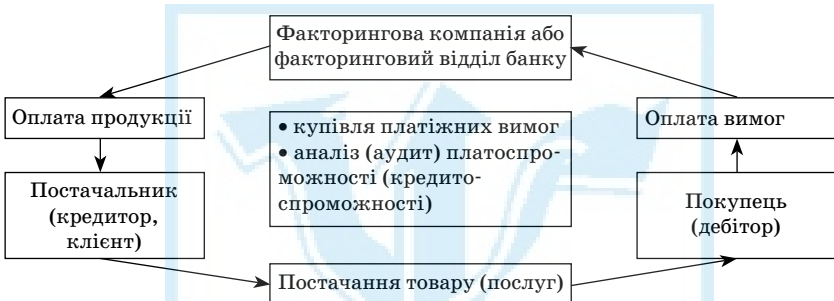 Факторингова компанія або
факторинговий відділ банку
Оплата продукції
• купівля платіжних вимог
• аналіз (аудит) платоспро-
можності (кредито-
спроможності)
Оплата вимог
Постачальник
(кредитор,
клієнт)
Покупець
(дебітор)
Постачання товару (послуг)